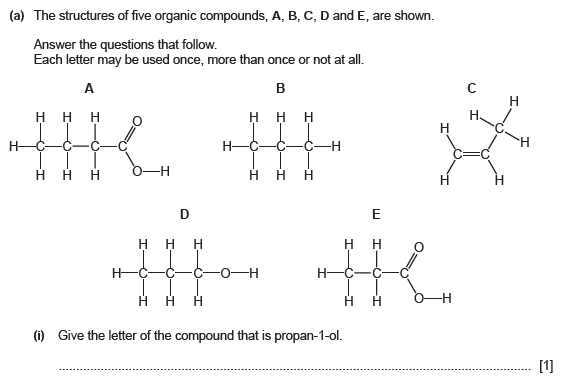 (a) The structures of five organic compounds, A, B, C, D and E, are shown.
Answer the questions that follow.
Each letter may be used once, more than once or not at all.
A B C
H H H O
H C C C C
H H H O H
H H H
H C C C H
H H H
H
H C H
H
C C
H H
D E
H H H
H C C C O H
H H H
H H O
H C C C
H H O H
(i) Give the letter of the compound that is propan-1-ol.
.......................................................................................................................................... [1]